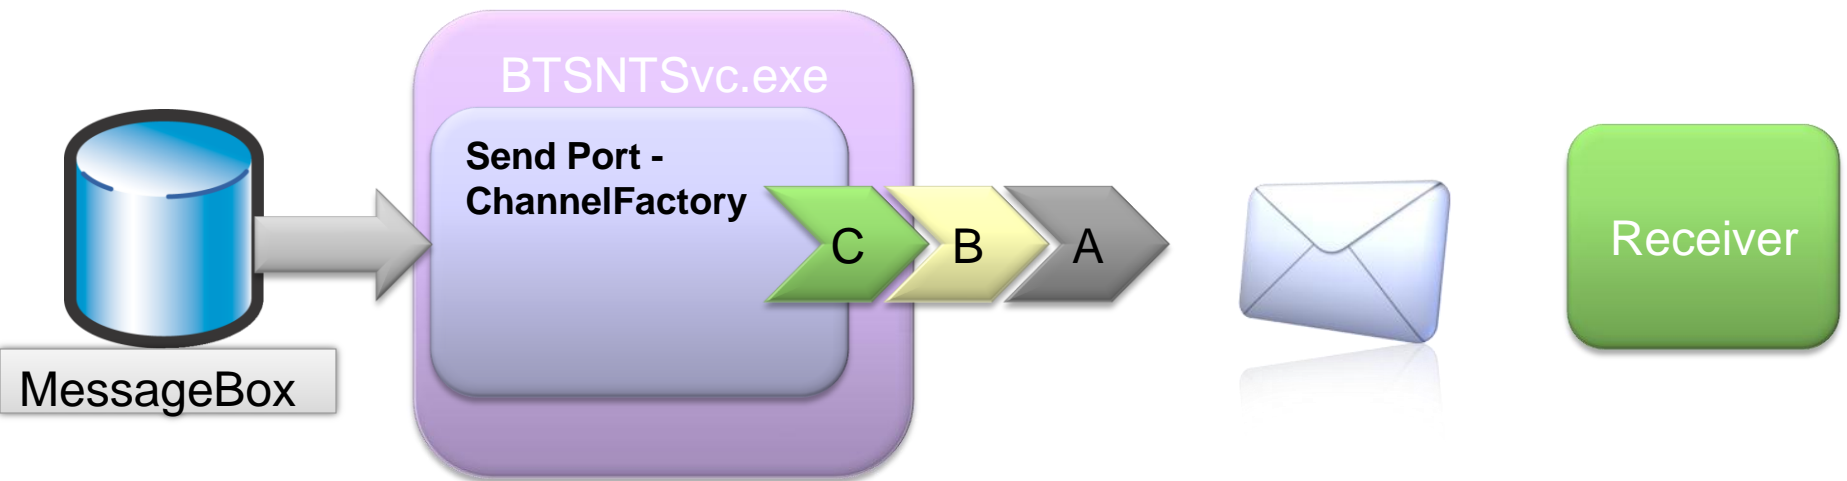 BTSNTSvc.exe
Send Port -
ChannelFactory
C B A
Receiver
MessageBox